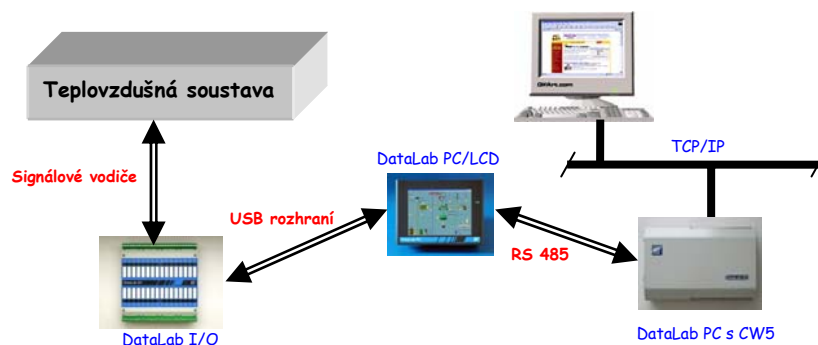 Teplovzdušná soustava
DataLab PC/LCD
TCP/IP
Signálové vodiče
USB rozhraní
RS 485
DataLab I/O
DataLab PC s CW5